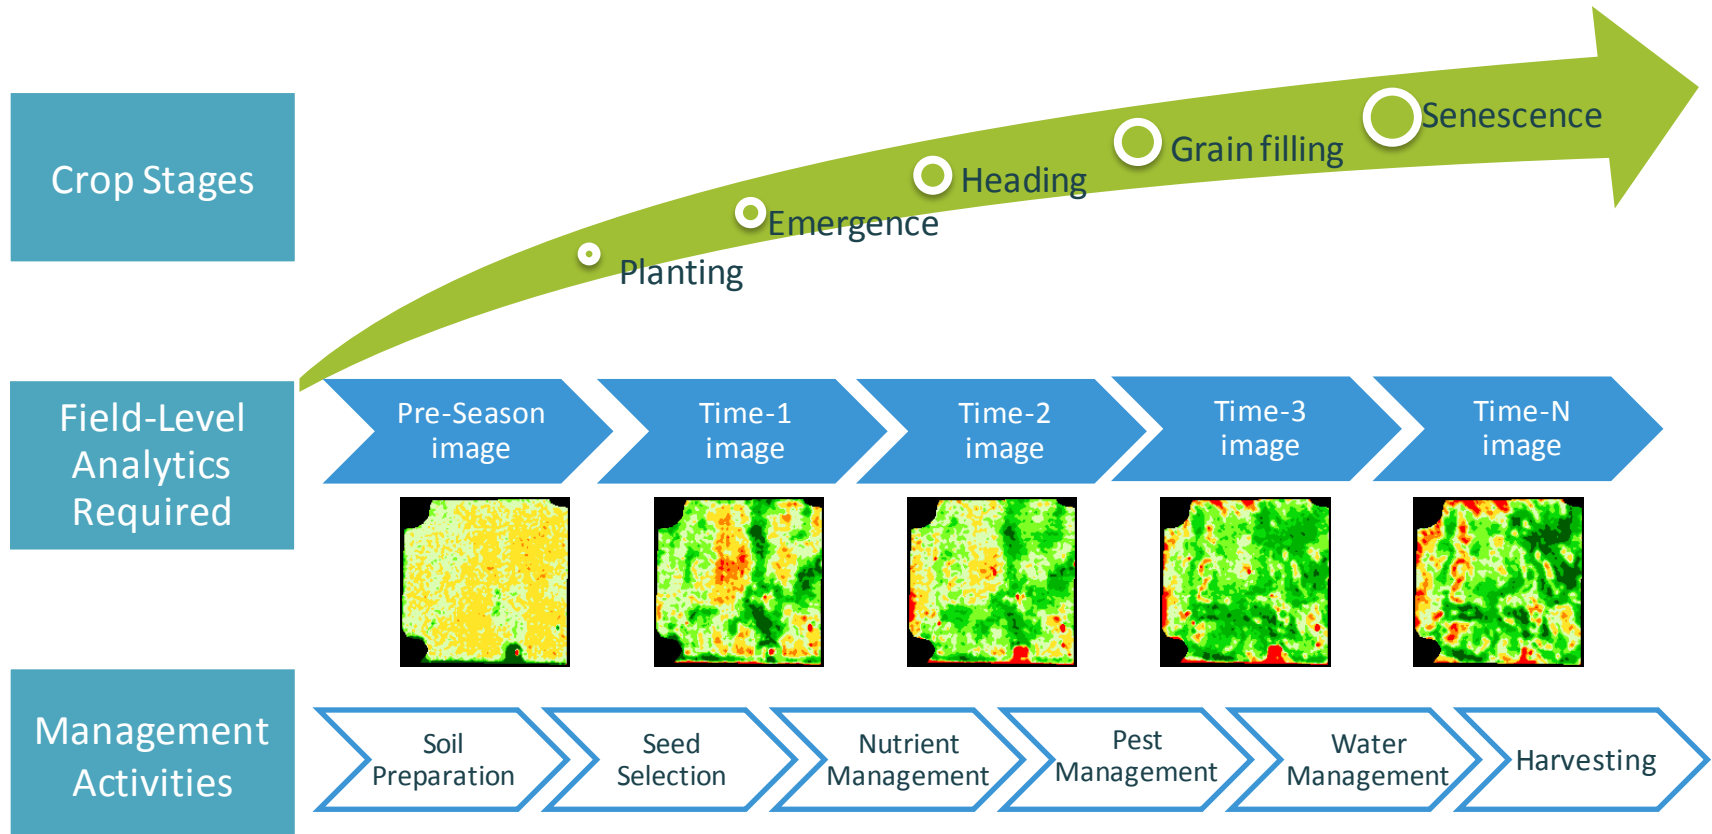 Crop Stages
Planting
Emergence
Heading
Grain filling
Senescence
Field-Level
Analytics
Required
Pre-Season
image
Time-1
image
Time-2
image
Time-3
image
Time-N
image
Management
Activities
Soil
Preparation
Seed
Selection
Nutrient
Management
Pest
Management
Water
Management
Harvesting